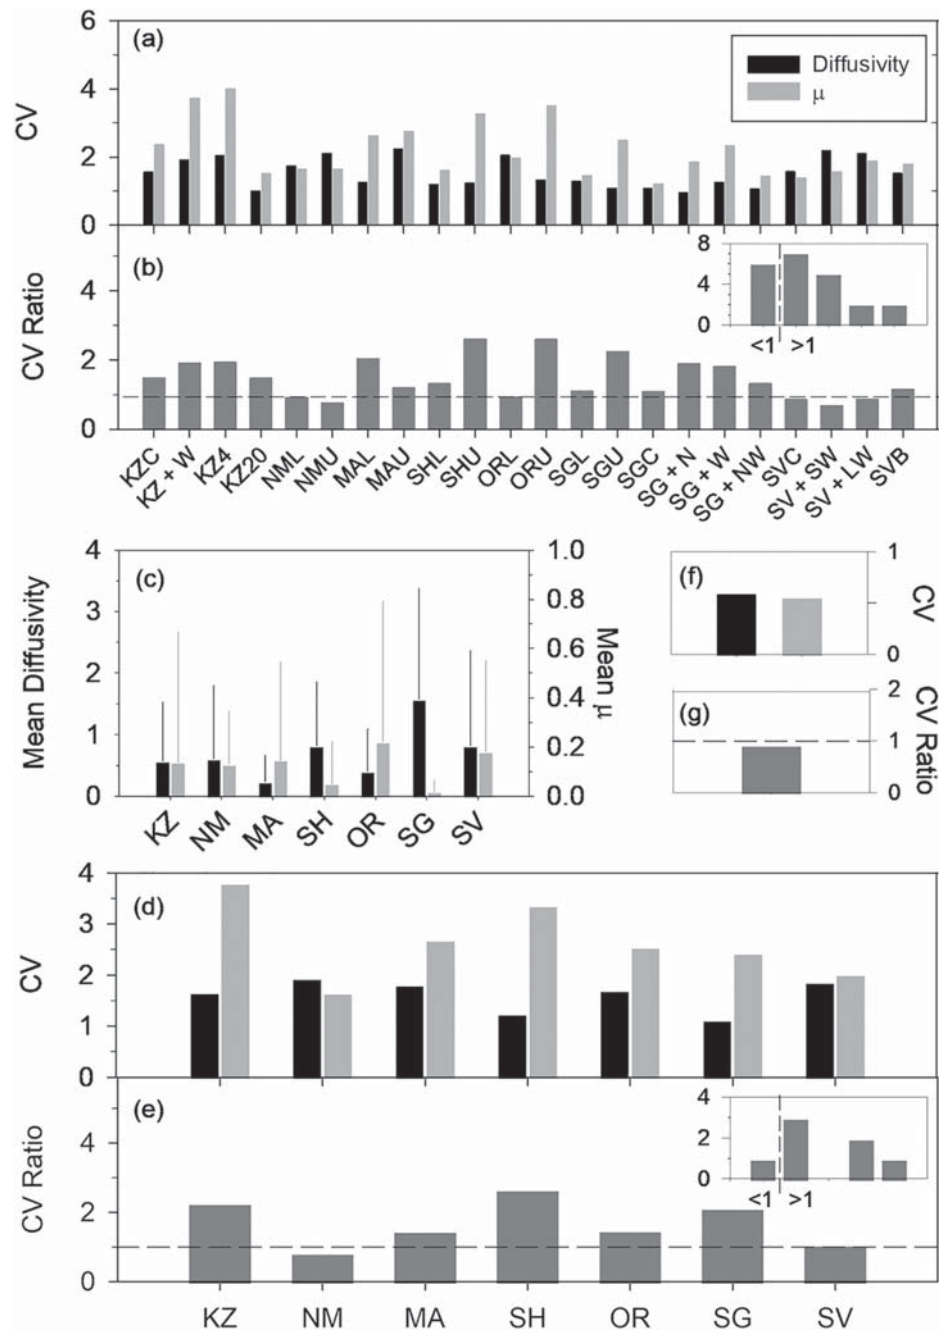 6
(a)
Diffusivity
μ
CV
4
2
0
(b)
8
4
0
<1 >1
CV Ratio
4
2
0
KZC
KZ + W
KZ4
KZ20
NML
NMU
MAL
MAU
SHL
SHU
ORL
ORU
SGL
SGU
SGC
SG + N
SG + W
SG + NW
SVC
SV + SW
SV + LW
SVB
(c)
Mean Diffusivity
4
3
2
1
0
1.0
0.8
0.6
0.4
0.2
0.0
Mean μ
KZ
NM
MA
SH
OR
SG
SV
(f)
1
0
CV
(g)
2
1
0
CV Ratio
(d)
CV
4
3
2
1
0
(e)
4
2
0
<1 >1
CV Ratio
4
2
0
KZ NM MA SH OR SG SV